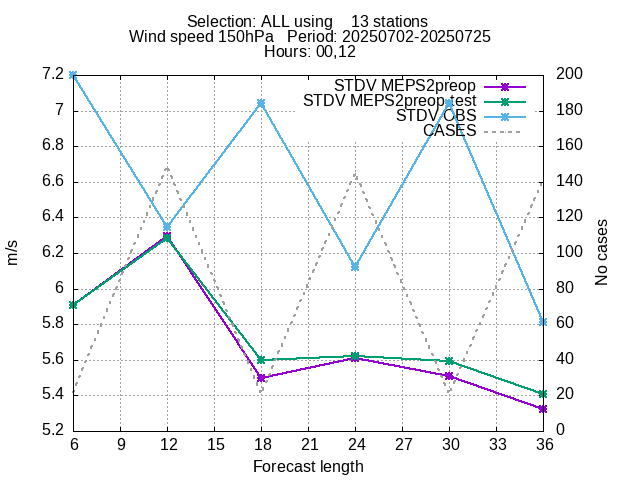 Selection: ALL using    13 stations
Wind speed 150hPa   Period: 20250702-20250725
Hours: 00,12
STDV MEPS2preop
STDV MEPS2preop_test
STDV OBS
CASES
7.2
7
6.8
6.6
6.4
6.2
6
5.8
5.6
5.4
5.2
m/s
200
180
160
140
120
100
80
60
40
20
0
No cases
6 9 12 15 18 21 24 27 30 33 36
Forecast length